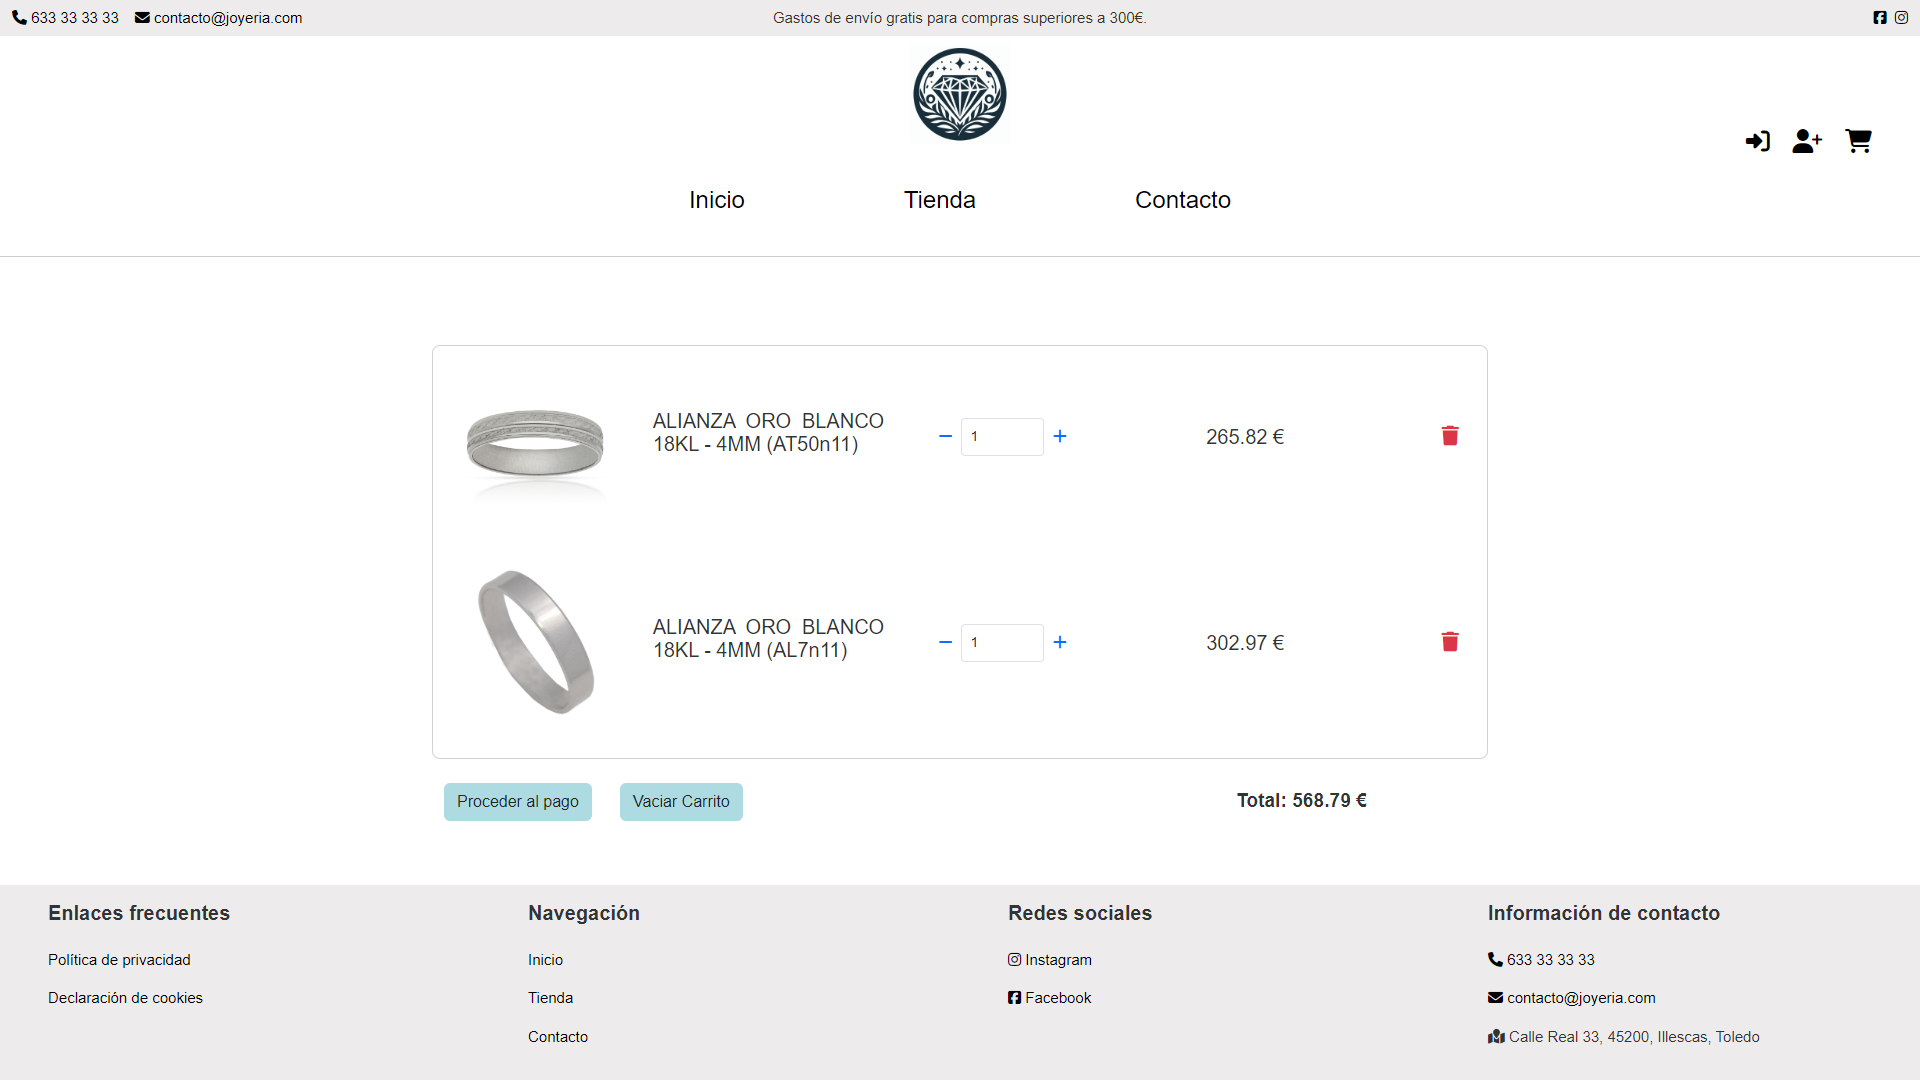 633 33 33 33 contacto@joyeria.com Gastos de envío gratis para compras superiores a 300€.
Inicio Tienda Contacto
ALIANZA ORO BLANCO
18KL - 4MM (AT50n11)
1
265.82 €
ALIANZA ORO BLANCO
18KL - 4MM (AL7n11)
1
302.97 €
Proceder al pago Vaciar Carrito Total: 568.79 €
Enlaces frecuentes
Política de privacidad
Declaración de cookies
Navegación
Inicio
Tienda
Contacto
Redes sociales
Instagram
Facebook
Información de contacto
633 33 33 33
contacto@joyeria.com
Calle Real 33, 45200, Illescas, Toledo